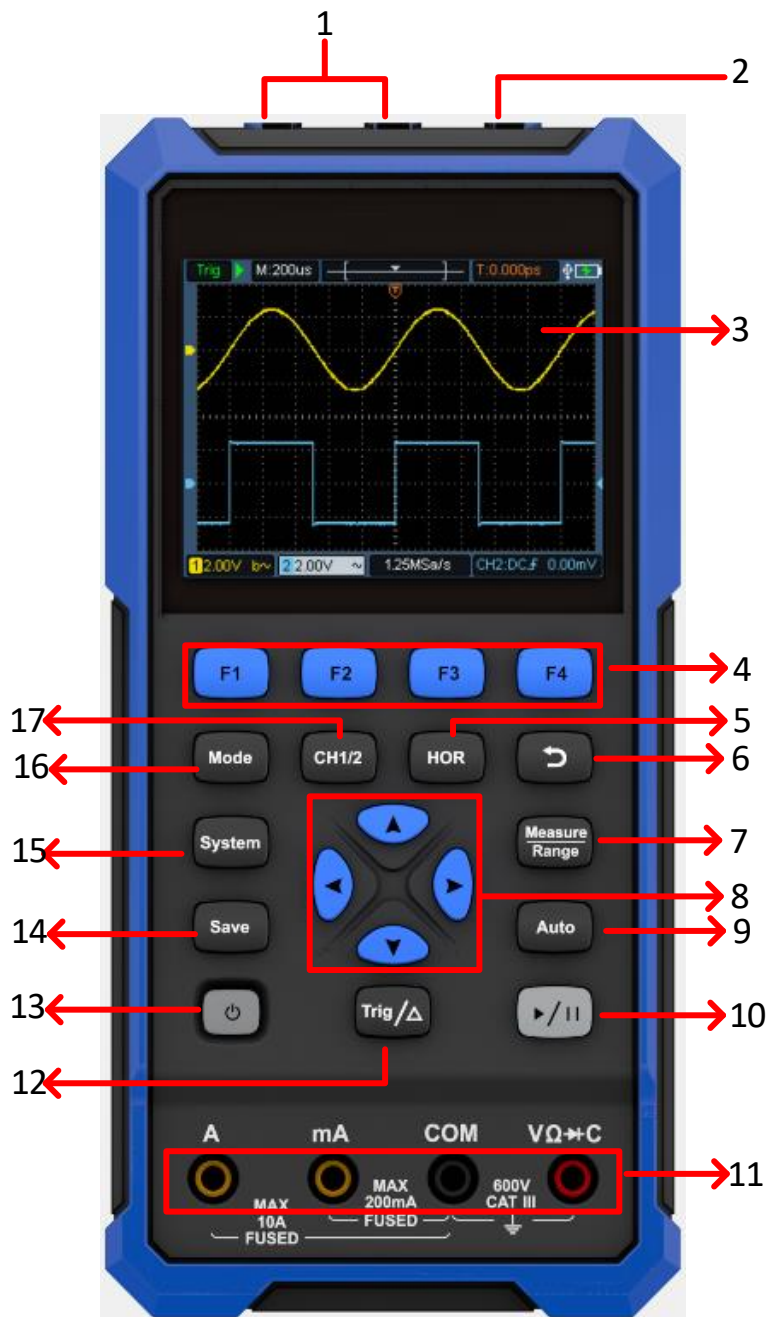 1
2
Trig M:200us T:0.000ps
T
3
1 2.00V b~ 2 2.00V ~ 1.25MSa/s CH2:DC 0.00mV
F1 F2 F3 F4
4
17
5
Mode CH1/2 HOR
16
6
System
Measure
Range
15
7
8
Save Auto
14
9
13
Trig/△
10
12
A mA COM VΩC
11
MAX
10A
FUSED
MAX
200mA
FUSED
600V
CAT III